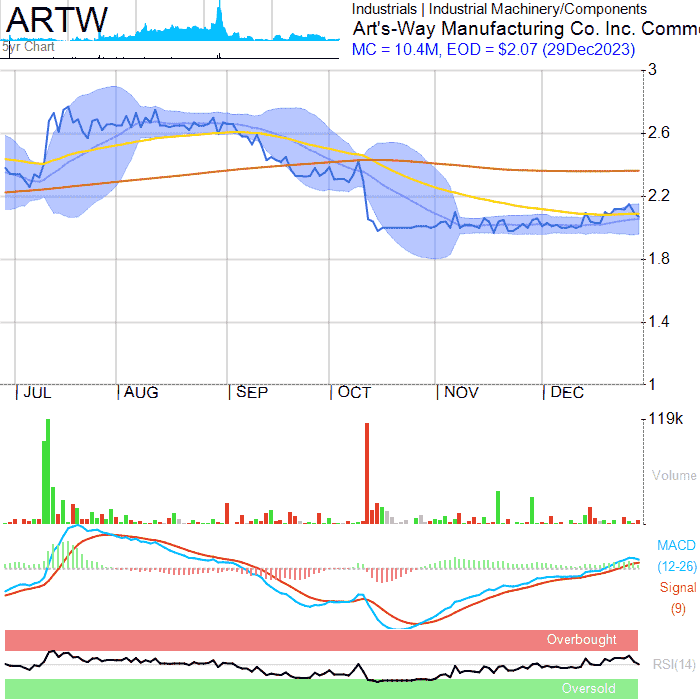 ARTW
5yr Chart
Industrials | Industrial Machinery/Components
Art's-Way Manufacturing Co. Inc. Comm
MC = 10.4M, EOD = $2.07 (29Dec2023)
3
2.6
2.2
1.8
1.4
1
JUL AUG SEP OCT NOV DEC
119k
Volume
MACD
(12-26)
Signal
(9)
Overbought
RSI(14)
Oversold